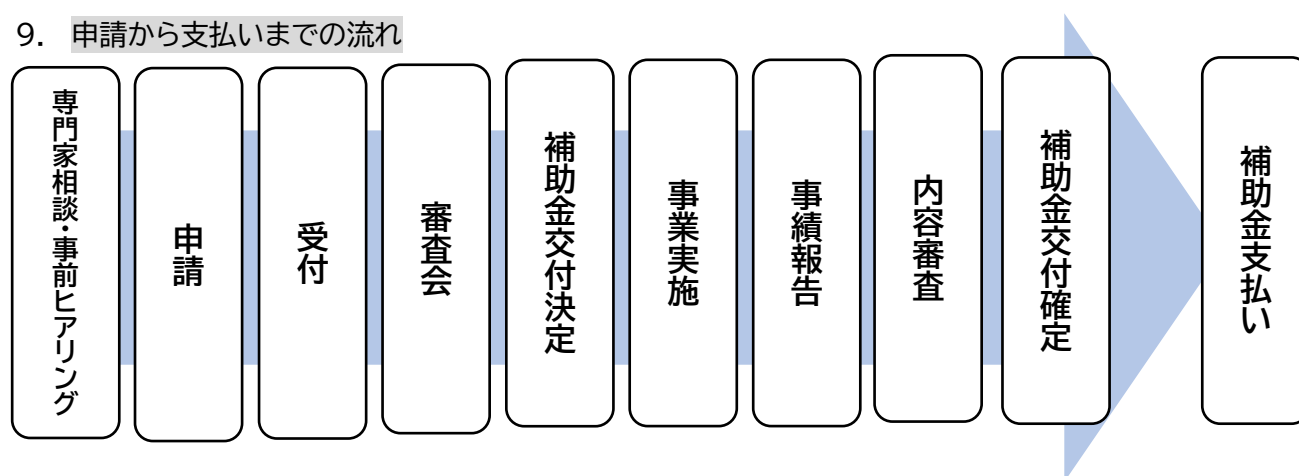 9. 申請から支払いまでの流れ
専門家相談・事前ヒアリング
申請
受付
審査会
補助金交付決定
事業実施
事績報告
内容審査
補助金交付確定
補助金支払い